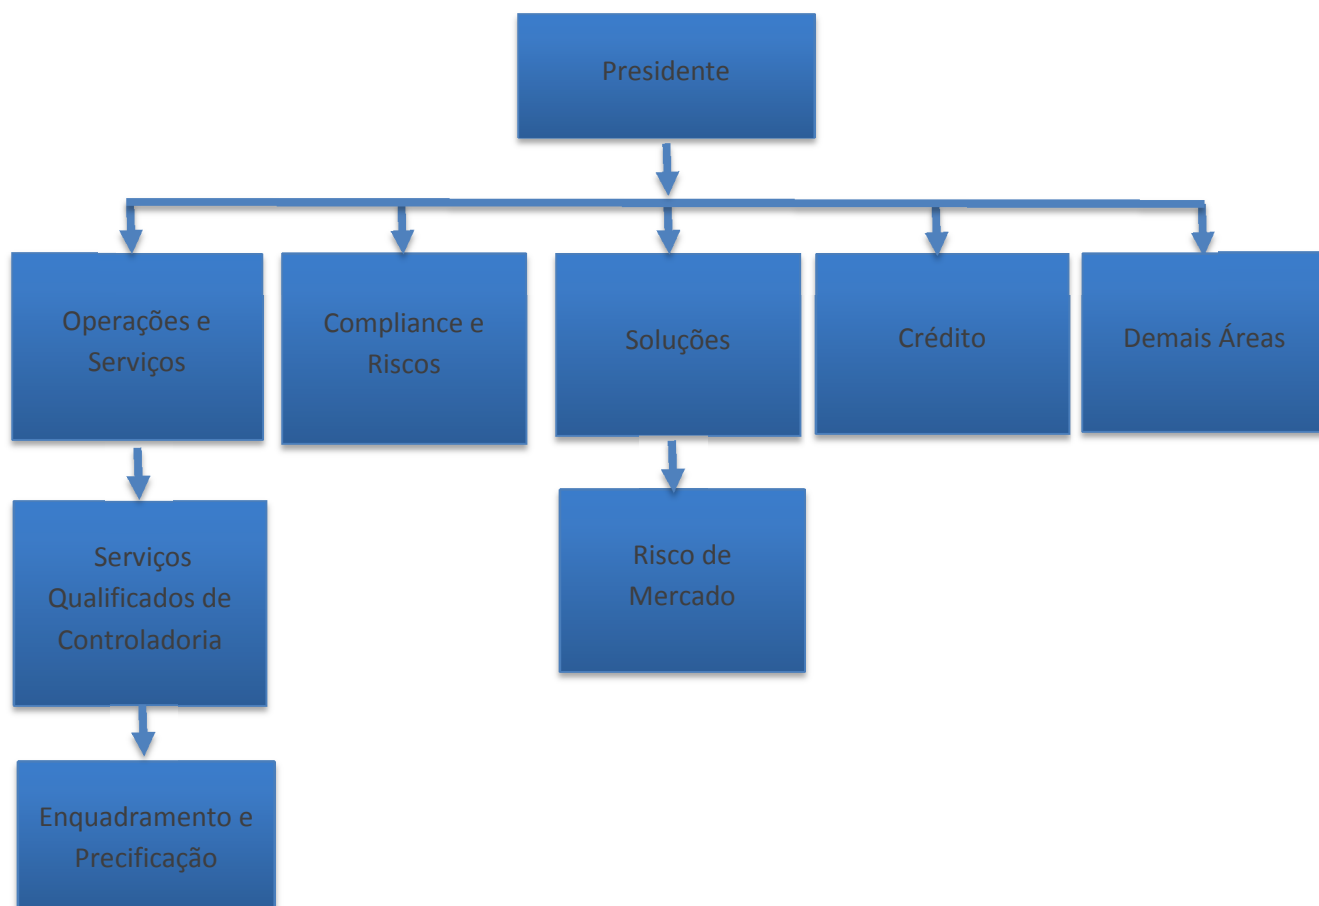 Presidente
Operações e
Serviços
Compliance e
Riscos
Soluções
Crédito
Demais Áreas
Serviços
Qualificados de
Controladoria
Risco de
Mercado
Enquadramento e
Precificação